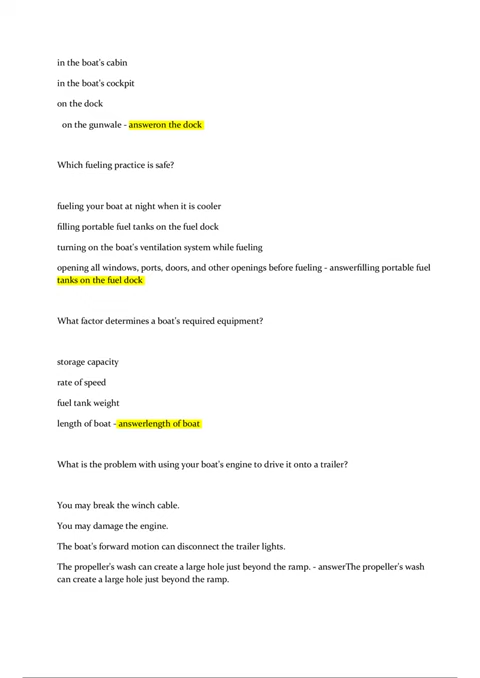 in the boat's cabin
in the boat's cockpit
on the dock
on the gunwale - answeron the dock
Which fueling practice is safe?
fueling your boat at night when it is cooler
filling portable fuel tanks on the fuel dock
turning on the boat's ventilation system while fueling
opening all windows, ports, doors, and other openings before fueling - answerfilling portable fuel
tanks on the fuel dock
What factor determines a boat's required equipment?
storage capacity
rate of speed
fuel tank weight
length of boat - answerlength of boat
What is the problem with using your boat's engine to drive it onto a trailer?
You may break the winch cable.
You may damage the engine.
The boat's forward motion can disconnect the trailer lights.
The propeller's wash can create a large hole just beyond the ramp. - answerThe propeller's wash
can create a large hole just beyond the ramp.